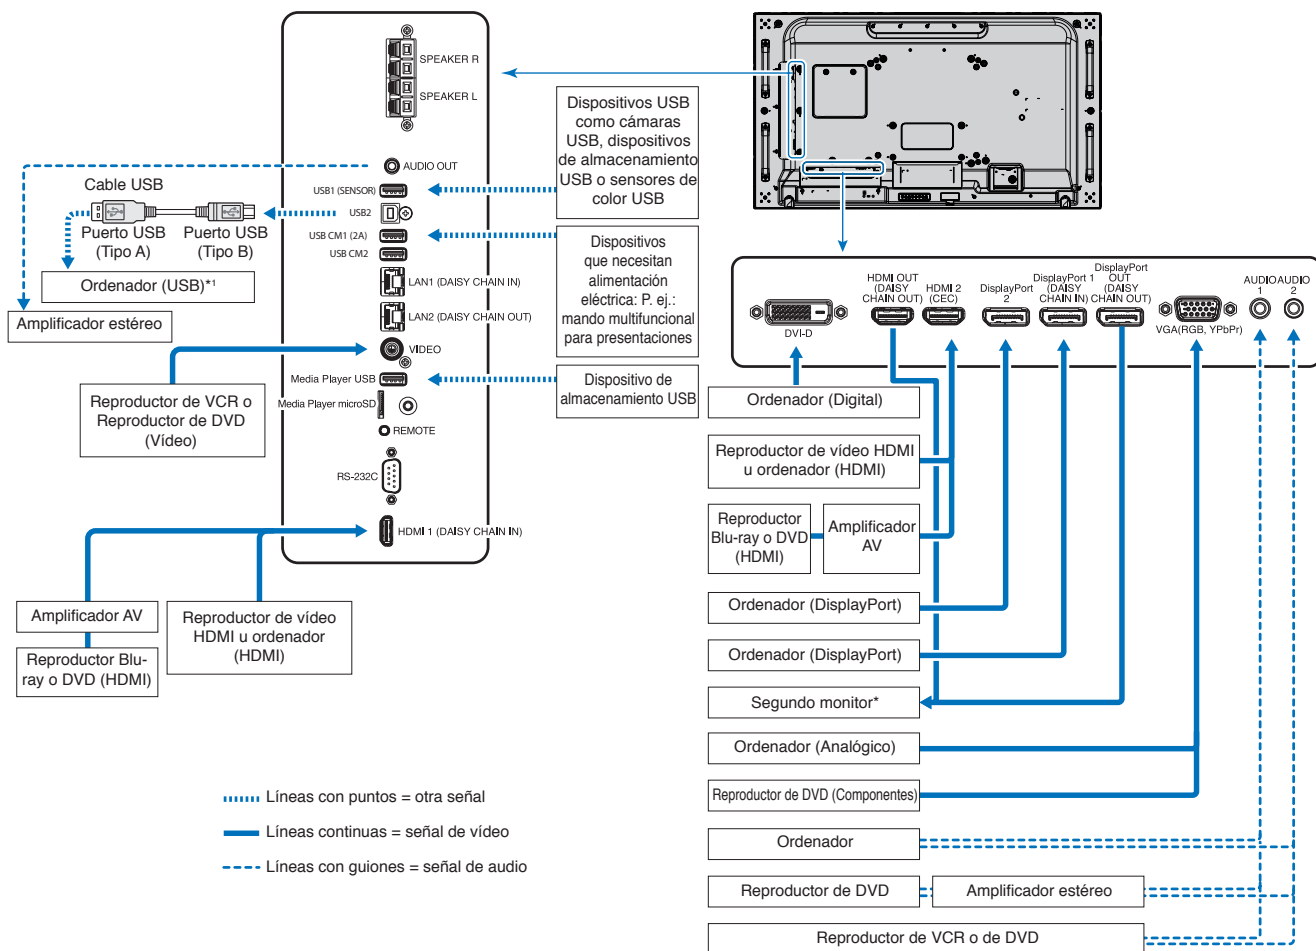 SPEAKER R
SPEAKER L
AUDIO OUT
USB1 (SENSOR)
USB2
USB CM1 (2A)
USB CM2
LAN1 (DAISY CHAIN IN)
LAN2 (DAISY CHAIN OUT)
VIDEO
Media Player USB
Media Player microSD
REMOTE
RS-232C
HDMI 1 (DAISY CHAIN IN)
Cable USB
Puerto USB
(Tipo A)
Puerto USB
(Tipo B)
Ordenador (USB)*1
Amplificador estéreo
Reproductor de VCR o
Reproductor de DVD
(Vídeo)
Amplificador AV
Reproductor Blu-
ray o DVD (HDMI)
Reproductor de vídeo
HDMI u ordenador
(HDMI)
Dispositivos USB
como cámaras
USB, dispositivos
de almacenamiento
USB o sensores de
color USB
Dispositivos
que necesitan
alimentación
eléctrica: P. ej.:
mando multifuncional
para presentaciones
Dispositivo de
almacenamiento USB
DVI-D
HDMI OUT
(DAISY
CHAIN OUT)
HDMI 2
(CEC)
DisplayPort
2
DisplayPort 1
(DAISY
CHAIN IN)
DisplayPort
OUT
(DAISY
CHAIN OUT)
VGA(RGB, YPbPr)
AUDIO
1
AUDIO
2
Ordenador (Digital)
Reproductor de vídeo HDMI
u ordenador (HDMI)
Reproductor
Blu-ray o DVD
(HDMI)
Amplificador
AV
Ordenador (DisplayPort)
Ordenador (DisplayPort)
Segundo monitor*
Ordenador (Analógico)
Reproductor de DVD (Componentes)
Ordenador
Reproductor de DVD
Amplificador estéreo
Reproductor de VCR o de DVD
Líneas con puntos = otra señal
Líneas continuas = señal de vídeo
Líneas con guiones = señal de audio